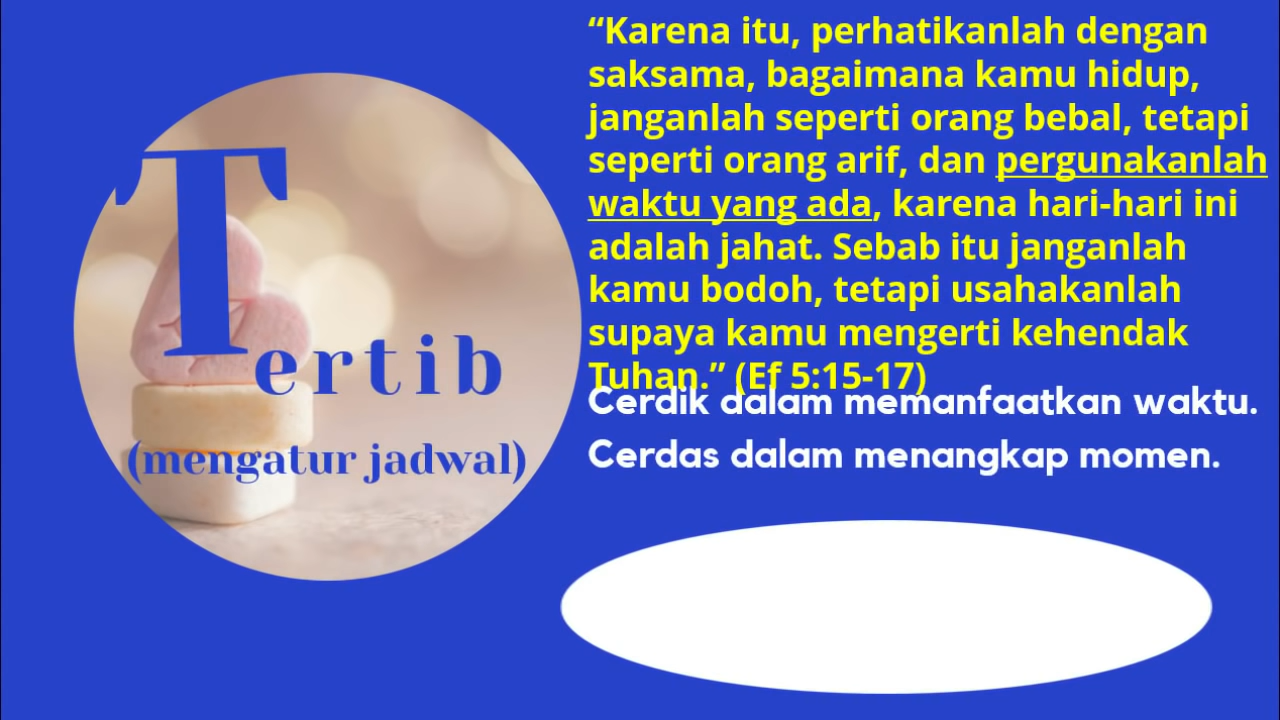 Tertib
(mengatur jadwal)
“Karena itu, perhatikanlah dengan
saksama, bagaimana kamu hidup,
janganlah seperti orang bebal, tetapi
seperti orang arif, dan pergunakanlah
waktu yang ada, karena hari-hari ini
adalah jahat. Sebab itu janganlah
kamu bodoh, tetapi usahakanlah
supaya kamu mengerti kehendak
Tuhan.” (Ef 5:15-17)
Cerdik dalam memanfaatkan waktu.
Cerdas dalam menangkap momen.